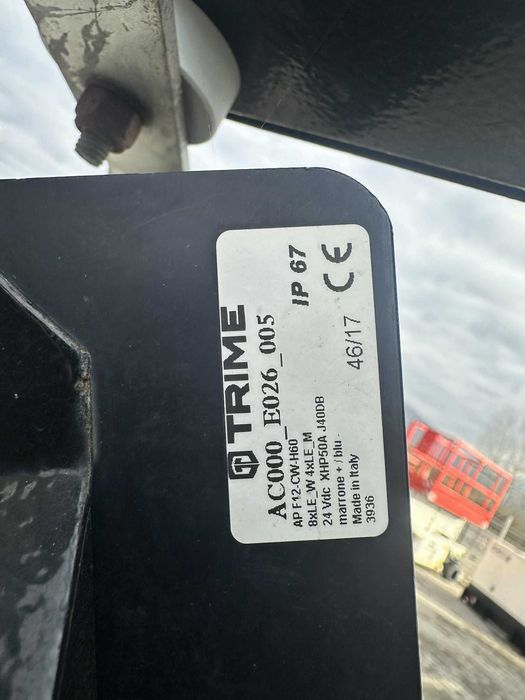 TRIME
AC000_E026_005
IP 67
AP F12-CW-H60_
8xLE_W 4xLE_M
24 Vdc XHP50A J40DB
marrone + / blu -
Made in Italy
3936
46/17
CE